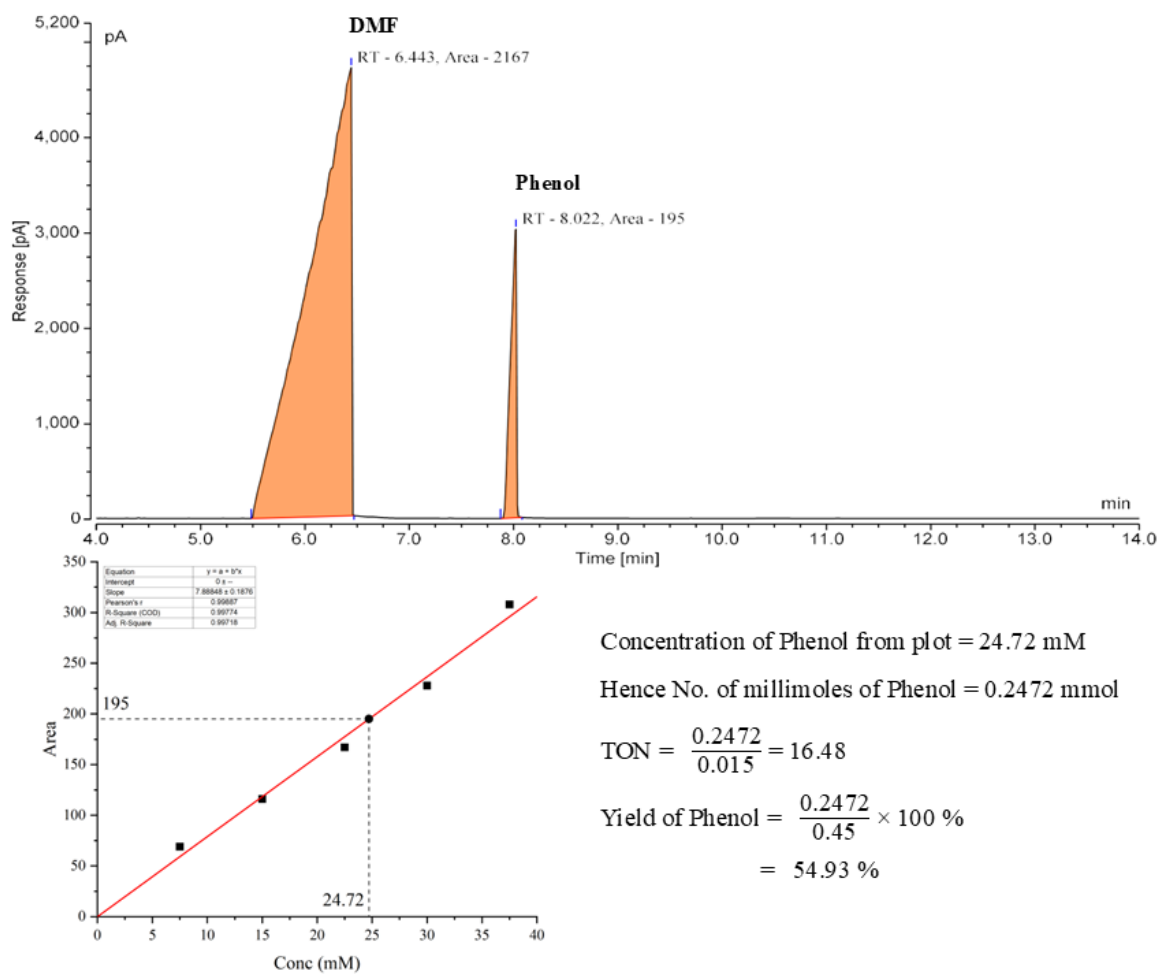 DMF
5,200
pA
RT - 6.443, Area - 2167
4,000
Phenol
RT - 8.022, Area - 195
3,000
Response [pA]
2,000
1,000
min
0
4.0 5.0 6.0 7.0 8.0 9.0 10.0 11.0 12.0 13.0 14.0
Time [min]
350
Equation y = a + b*x
Intercept 0 ± --
Slope 7.88848 ± 0.1876
Pearson's r 0.99887
R-Square (COD) 0.99774
Adj. R-Square 0.99718
300
250
195
200
Area
150
100
50
24.72
0
0 5 10 15 20 25 30 35 40
Conc (mM)
Concentration of Phenol from plot = 24.72 mM
Hence No. of millimoles of Phenol = 0.2472 mmol
TON = 0.2472 / 0.015 = 16.48
Yield of Phenol = 0.2472 / 0.45 × 100 %
= 54.93 %